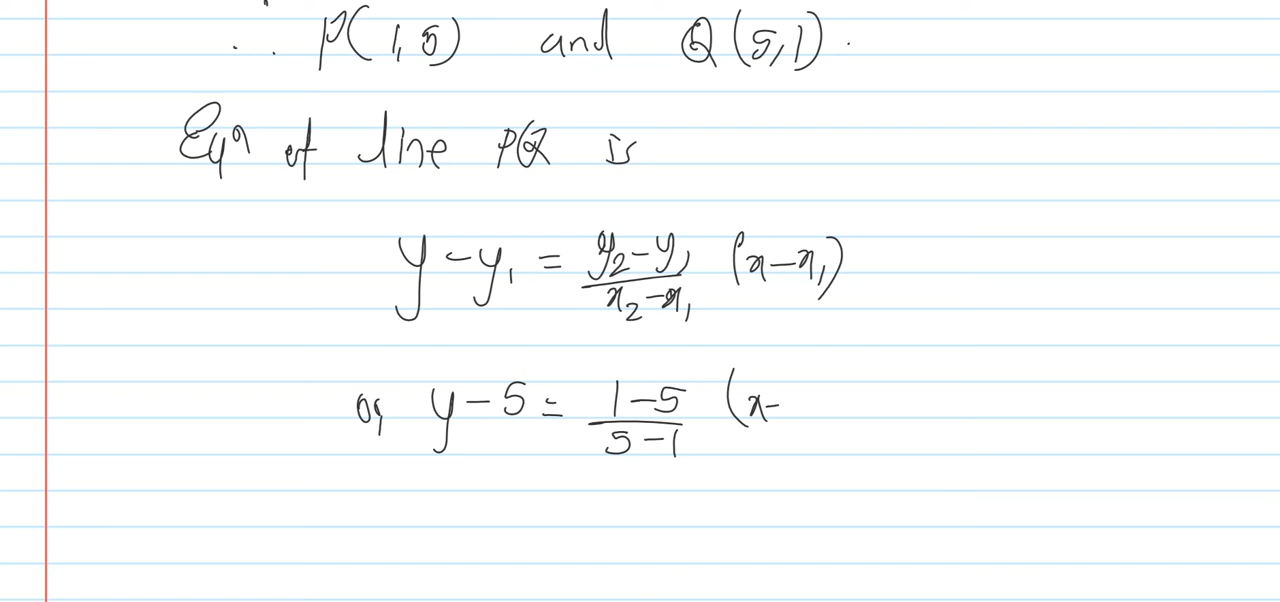 ∴ P(1,5) and Q(5,1).
Eqⁿ of line PQ is
y - y₁ = (y₂ - y₁)/(x₂ - x₁) (x - x₁)
or, y - 5 = (1 - 5)/(5 - 1) (x -